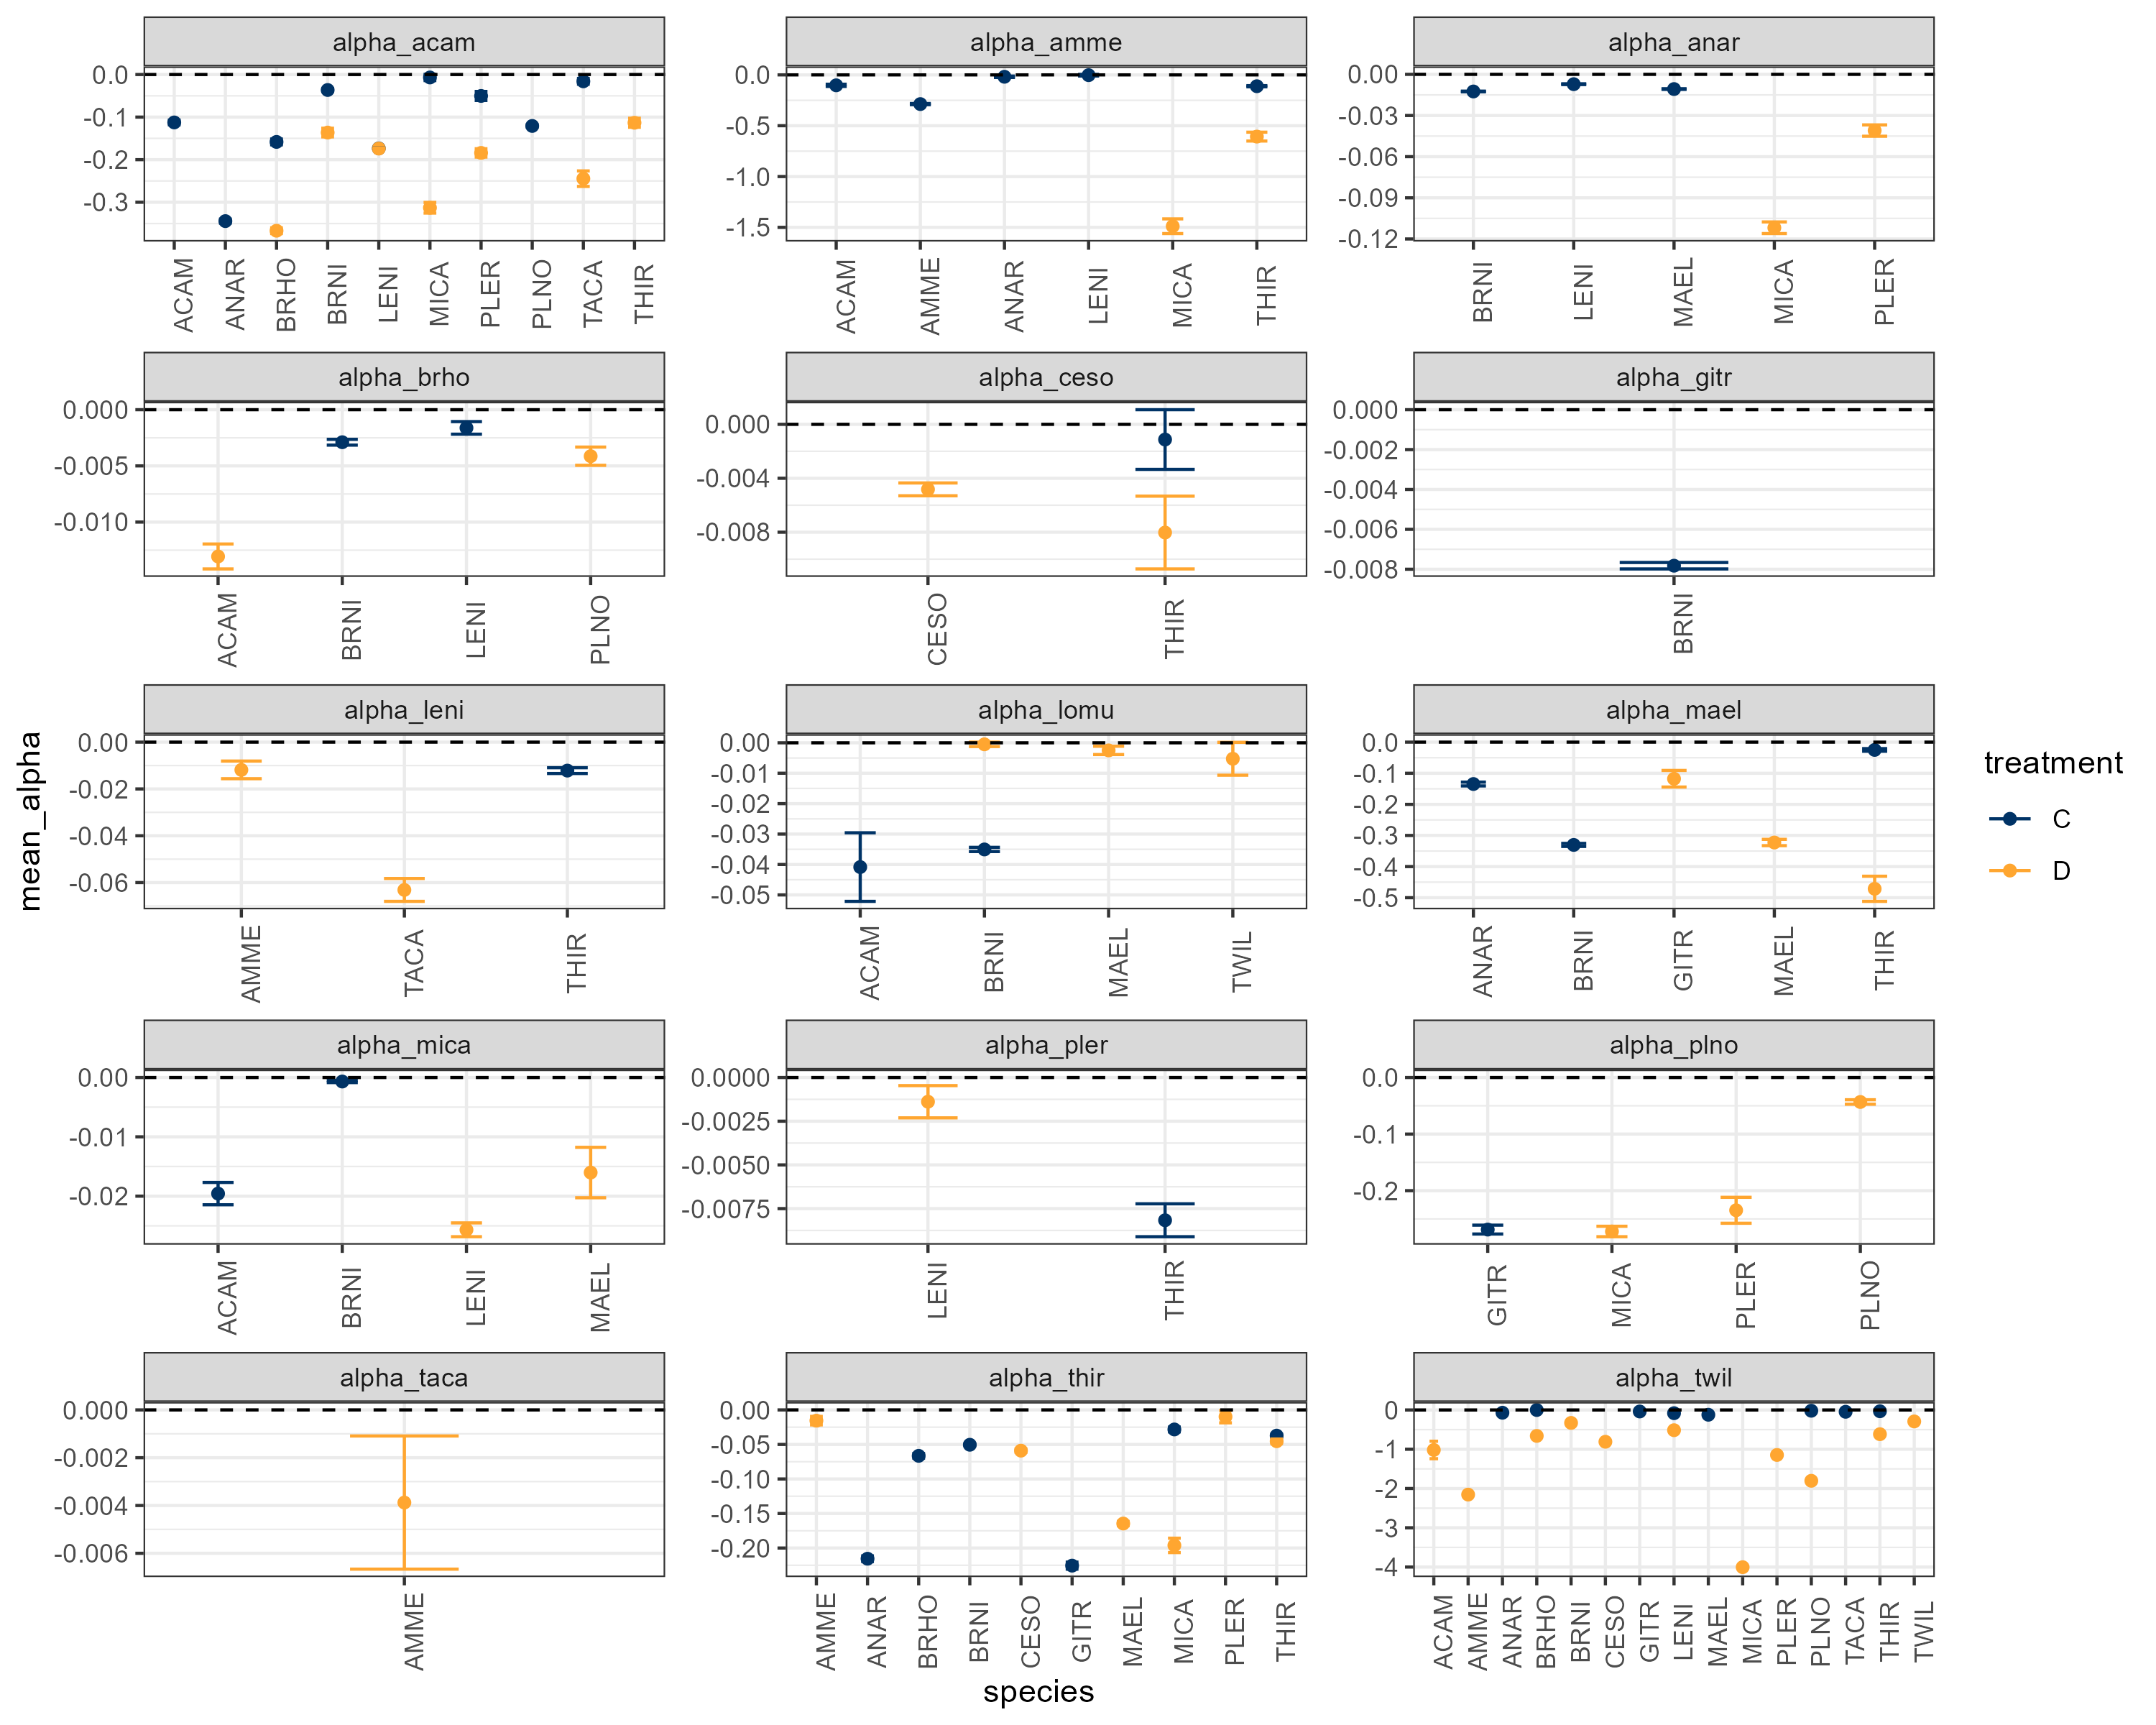 alpha_acam
0.0
-0.1
-0.2
-0.3
ACAM
ANAR
BRHO
BRNI
LENI
MICA
PLER
PLNO
TACA
THIR
alpha_amme
0.0
-0.5
-1.0
-1.5
ACAM
AMME
ANAR
LENI
MICA
THIR
alpha_anar
0.00
-0.03
-0.06
-0.09
-0.12
BRNI
LENI
MAEL
MICA
PLER
alpha_brho
0.000
-0.005
-0.010
ACAM
BRNI
LENI
PLNO
alpha_ceso
0.000
-0.004
-0.008
CESO
THIR
alpha_gitr
0.000
-0.002
-0.004
-0.006
-0.008
BRNI
mean_alpha
alpha_leni
0.00
-0.02
-0.04
-0.06
AMME
TACA
THIR
alpha_lomu
0.00
-0.01
-0.02
-0.03
-0.04
-0.05
ACAM
BRNI
MAEL
TWIL
alpha_mael
0.0
-0.1
-0.2
-0.3
-0.4
-0.5
ANAR
BRNI
GITR
MAEL
THIR
treatment
C
D
alpha_mica
0.00
-0.01
-0.02
ACAM
BRNI
LENI
MAEL
alpha_pler
0.0000
-0.0025
-0.0050
-0.0075
LENI
THIR
alpha_plno
0.0
-0.1
-0.2
GITR
MICA
PLER
PLNO
alpha_taca
0.000
-0.002
-0.004
-0.006
AMME
alpha_thir
0.00
-0.05
-0.10
-0.15
-0.20
AMME
ANAR
BRHO
BRNI
CESO
GITR
MAEL
MICA
PLER
THIR
alpha_twil
0
-1
-2
-3
-4
ACAM
AMME
ANAR
BRHO
BRNI
CESO
GITR
LENI
MAEL
MICA
PLER
PLNO
TACA
THIR
TWIL
species